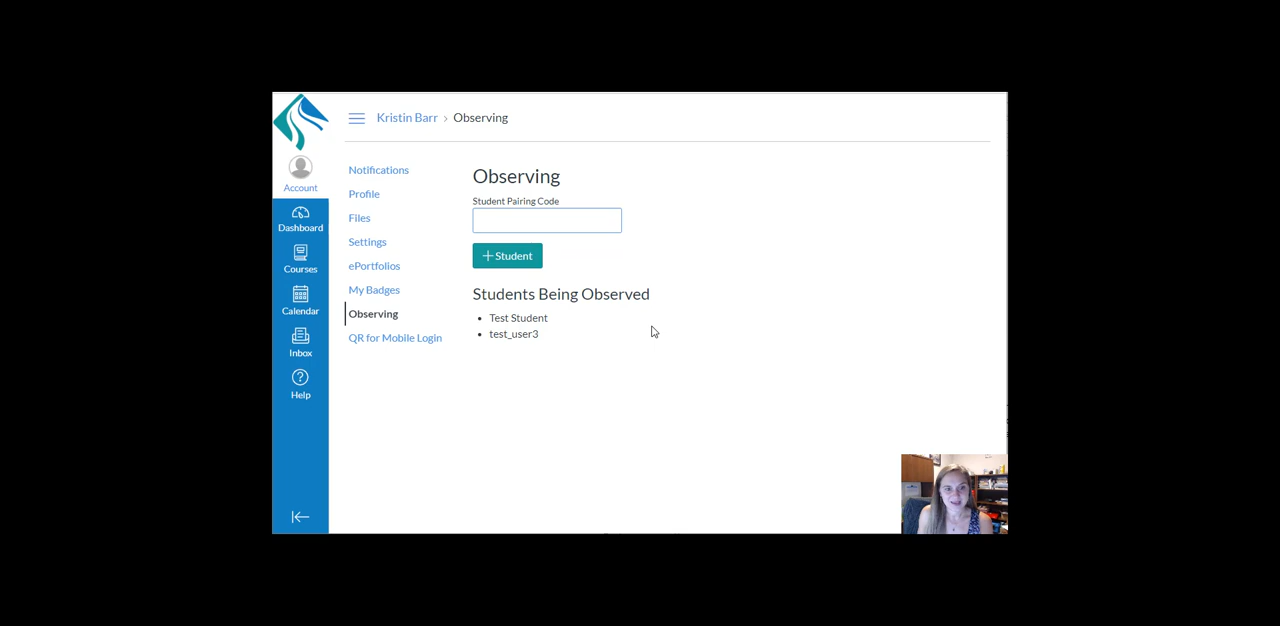 Kristin Barr › Observing
Account
Dashboard
Courses
Calendar
Inbox
Help
Notifications
Profile
Files
Settings
ePortfolios
My Badges
Observing
QR for Mobile Login
Observing
Student Pairing Code
+ Student
Students Being Observed
• Test Student
• test_user3